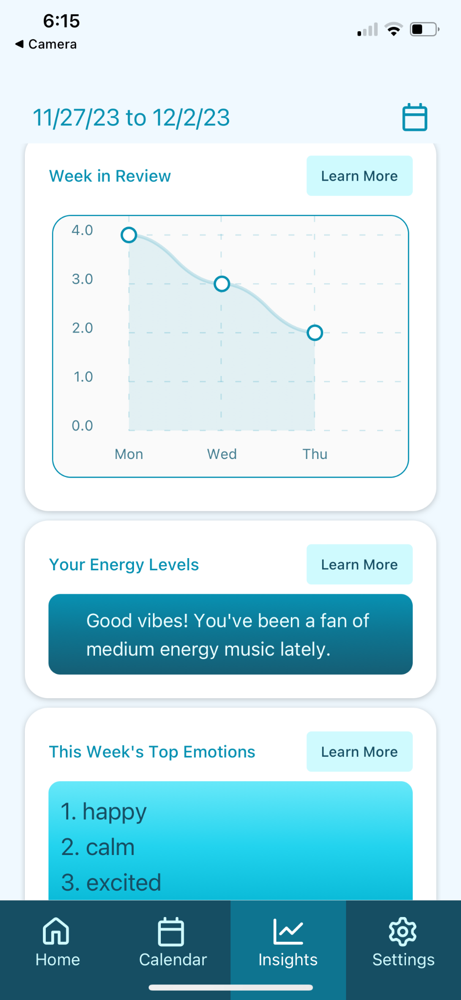 6:15
◀ Camera
11/27/23 to 12/2/23
Week in Review
Learn More
4.0
3.0
2.0
1.0
0.0
Mon Wed Thu
Your Energy Levels
Learn More
Good vibes! You've been a fan of
medium energy music lately.
This Week's Top Emotions
Learn More
1. happy
2. calm
3. excited
Home Calendar Insights Settings